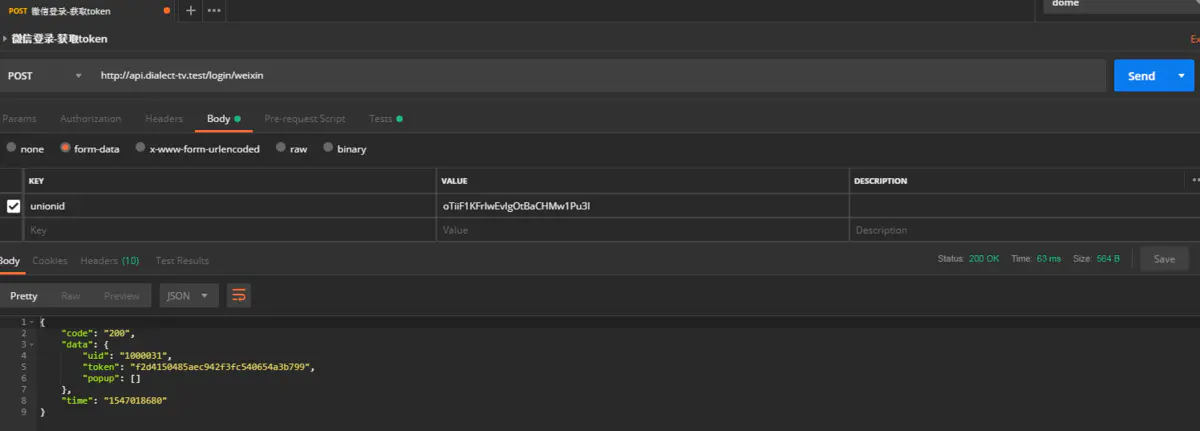 POST 微信登录-获取token
dome
微信登录-获取token
Ex
POST http://api.dialect-tv.test/login/weixin Send
Params Authorization Headers Body Pre-request Script Tests
none form-data x-www-form-urlencoded raw binary
KEY VALUE DESCRIPTION
unionid oTiiF1KFrIwEvIgOtBaCHMw1Pu3I
Key Value Description
Body Cookies Headers (10) Test Results Status: 200 OK Time: 63 ms Size: 564 B Save
Pretty Raw Preview JSON
1 {
2 "code": "200",
3 "data": {
4 "uid": "1000031",
5 "token": "f2d4150485aec942f3fc540654a3b799",
6 "popup": []
7 },
8 "time": "1547018680"
9 }